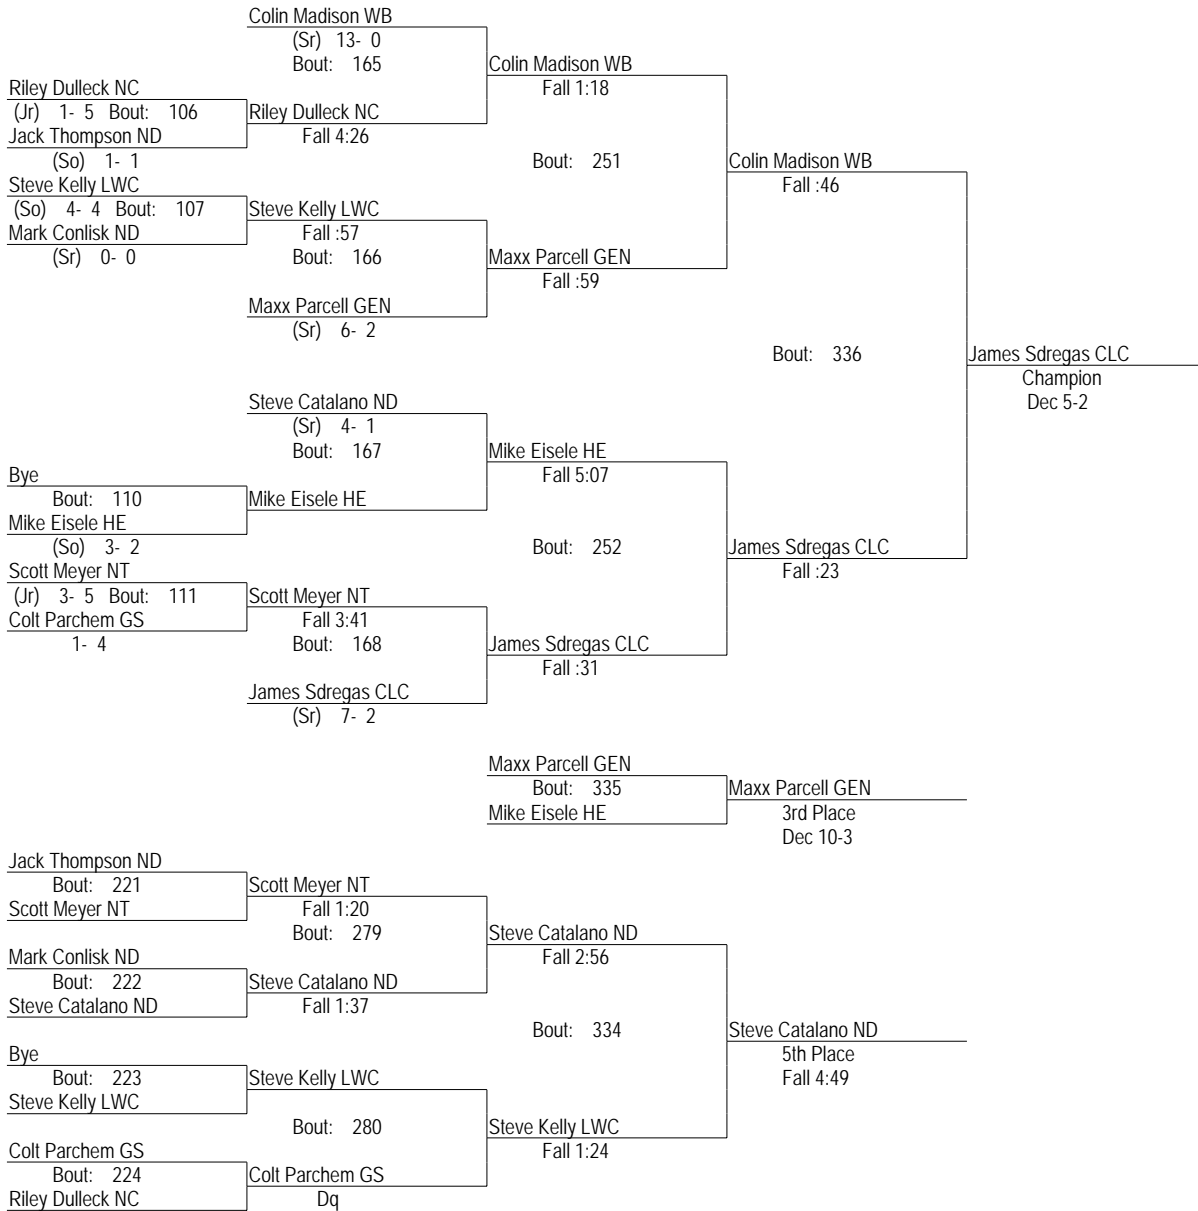 Colin Madison WB
(Sr) 13- 0
Bout: 165
Colin Madison WB
Fall 1:18
Riley Dulleck NC
(Jr) 1- 5 Bout: 106
Riley Dulleck NC
Jack Thompson ND
Fall 4:26
(So) 1- 1
Bout: 251
Colin Madison WB
Fall :46
Steve Kelly LWC
(So) 4- 4 Bout: 107
Steve Kelly LWC
Mark Conlisk ND
Fall :57
(Sr) 0- 0
Bout: 166
Maxx Parcell GEN
Fall :59
Maxx Parcell GEN
(Sr) 6- 2
Bout: 336
James Sdregas CLC
Champion
Dec 5-2
Steve Catalano ND
(Sr) 4- 1
Bout: 167
Mike Eisele HE
Fall 5:07
Bye
Bout: 110
Mike Eisele HE
Mike Eisele HE
(So) 3- 2
Bout: 252
James Sdregas CLC
Fall :23
Scott Meyer NT
(Jr) 3- 5 Bout: 111
Scott Meyer NT
Colt Parchem GS
Fall 3:41
1- 4
Bout: 168
James Sdregas CLC
Fall :31
James Sdregas CLC
(Sr) 7- 2
Maxx Parcell GEN
Bout: 335
Maxx Parcell GEN
Mike Eisele HE
3rd Place
Dec 10-3
Jack Thompson ND
Bout: 221
Scott Meyer NT
Scott Meyer NT
Fall 1:20
Bout: 279
Steve Catalano ND
Fall 2:56
Mark Conlisk ND
Bout: 222
Steve Catalano ND
Steve Catalano ND
Fall 1:37
Bout: 334
Steve Catalano ND
5th Place
Fall 4:49
Bye
Bout: 223
Steve Kelly LWC
Steve Kelly LWC
Bout: 280
Steve Kelly LWC
Fall 1:24
Colt Parchem GS
Bout: 224
Colt Parchem GS
Riley Dulleck NC
Dq